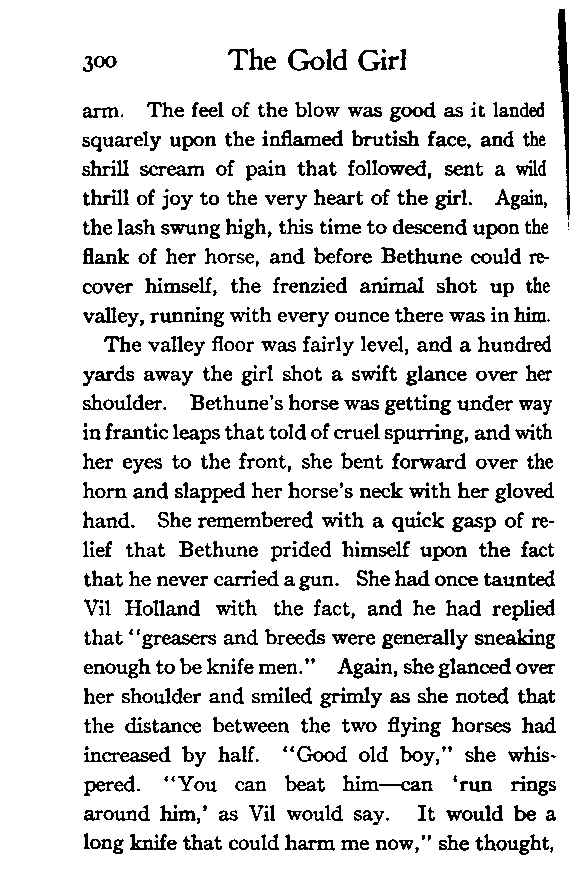 300 The Gold Girl
arm. The feel of the blow was good as it landed
squarely upon the inflamed brutish face, and the
shrill scream of pain that followed, sent a wild
thrill of joy to the very heart of the girl. Again,
the lash swung high, this time to descend upon the
flank of her horse, and before Bethune could re-
cover himself, the frenzied animal shot up the
valley, running with every ounce there was in him.
The valley floor was fairly level, and a hundred
yards away the girl shot a swift glance over her
shoulder. Bethune's horse was getting under way
in frantic leaps that told of cruel spurring, and with
her eyes to the front, she bent forward over the
horn and slapped her horse's neck with her gloved
hand. She remembered with a quick gasp of re-
lief that Bethune prided himself upon the fact
that he never carried a gun. She had once taunted
Vil Holland with the fact, and he had replied
that "greasers and breeds were generally sneaking
enough to be knife men." Again, she glanced over
her shoulder and smiled grimly as she noted that
the distance between the two flying horses had
increased by half. "Good old boy," she whis-
pered. "You can beat him—can 'run rings
around him,' as Vil would say. It would be a
long knife that could harm me now," she thought,